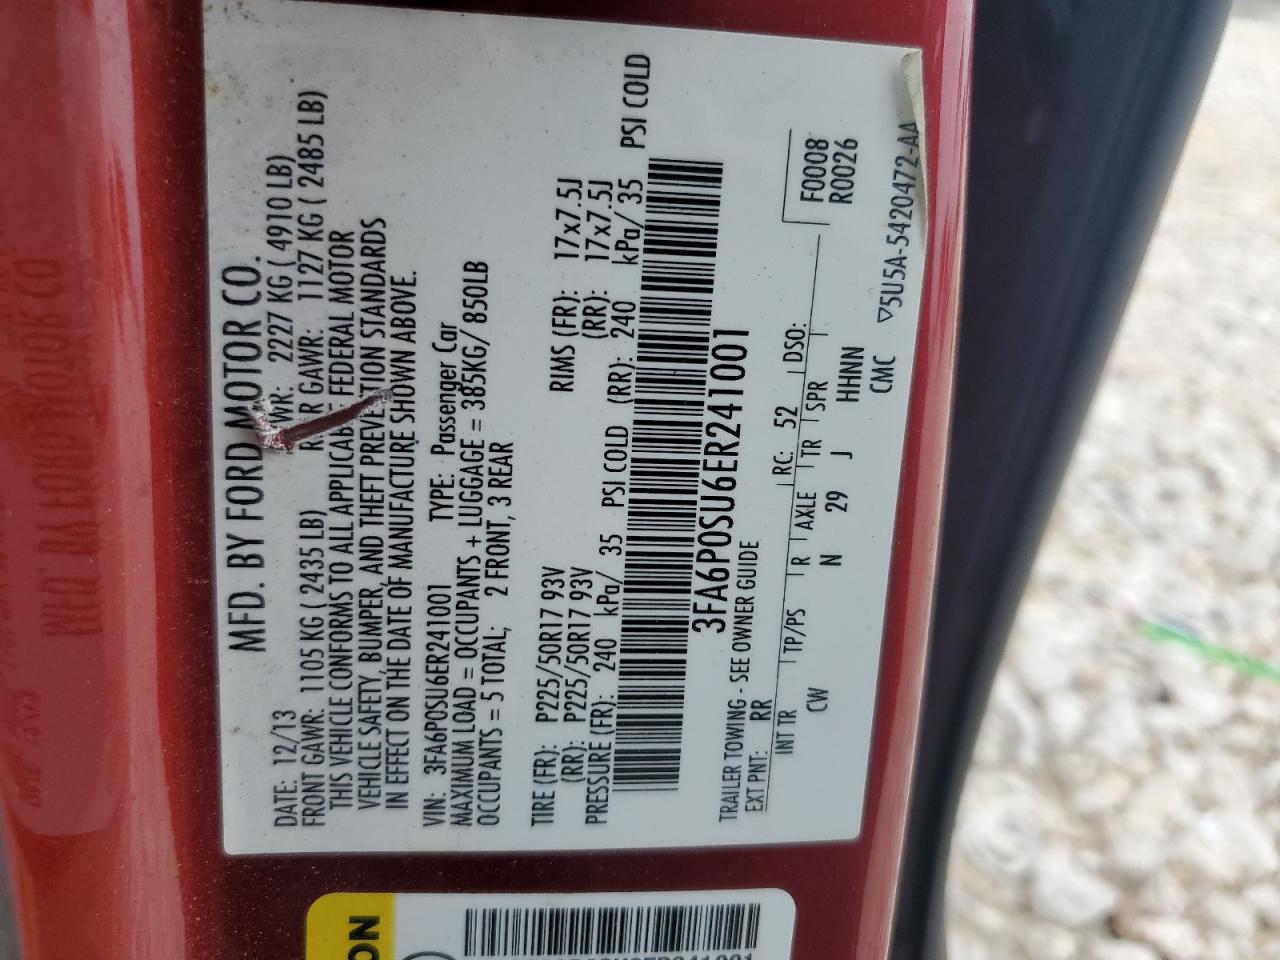 MFD. BY FORD MOTOR CO.
DATE: 12/13 WR: 2227 KG ( 4910 LB)
FRONT GAWR: 1105 KG ( 2435 LB) GAWR: 1127 KG ( 2485 LB)
THIS VEHICLE CONFORMS TO ALL APPLICABLE FEDERAL MOTOR
VEHICLE SAFETY, BUMPER, AND THEFT PREVENTION STANDARDS
IN EFFECT ON THE DATE OF MANUFACTURE SHOWN ABOVE.
VIN: 3FA6P0SU6ER241001 TYPE: Passenger Car
MAXIMUM LOAD = OCCUPANTS + LUGGAGE = 385KG/ 850LB
OCCUPANTS = 5 TOTAL, 2 FRONT, 3 REAR
TIRE (FR): P225/50R17 93V RIMS (FR): 17x7.5J
(RR): P225/50R17 93V (RR): 17x7.5J
PRESSURE (FR): 240 kPa/ 35 PSI COLD (RR): 240 kPa/ 35 PSI COLD
3FA6P0SU6ER241001
TRAILER TOWING - SEE OWNER GUIDE
EXT PNT: RR RC: 52 DSO: F0008
INT TR TP/PS R AXLE TR SPR R0026
CW N 29 J HHNN
CMC ▽5U5A-5420472-AA
ON